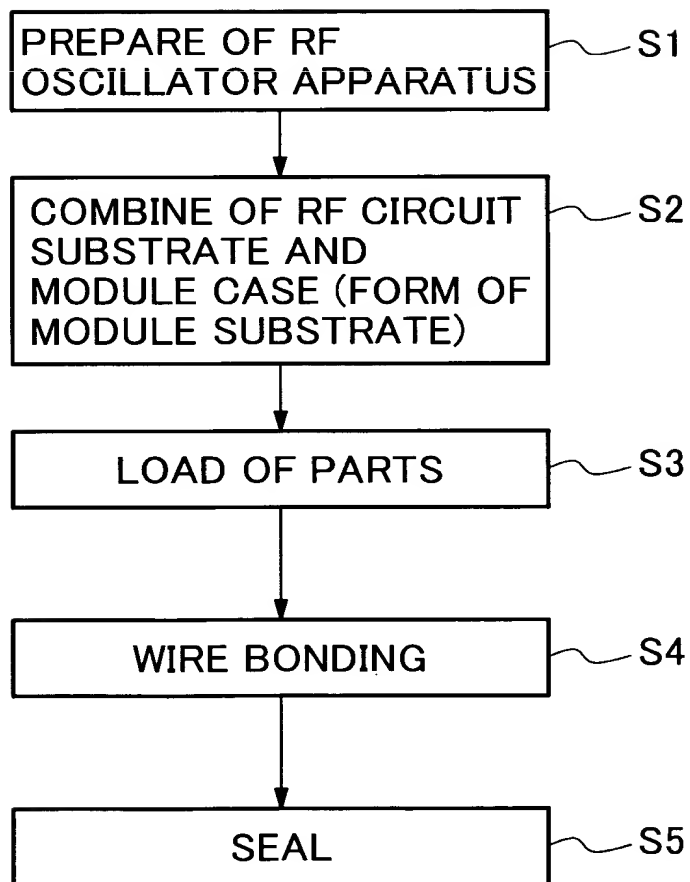 PREPARE OF RF
OSCILLATOR APPARATUS
S1
COMBINE OF RF CIRCUIT
SUBSTRATE AND
MODULE CASE (FORM OF
MODULE SUBSTRATE)
S2
LOAD OF PARTS
S3
WIRE BONDING
S4
SEAL
S5